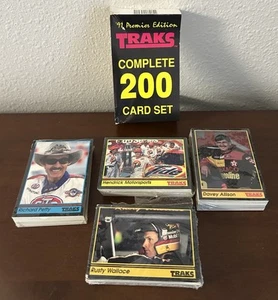 '91 Premier Edition
TRAKS
COMPLETE
200
CARD SET
Richard Petty
TRAKS
Hendrick Motorsports
TRAKS
Davey Allison
TRAKS
Rusty Wallace
TRAKS